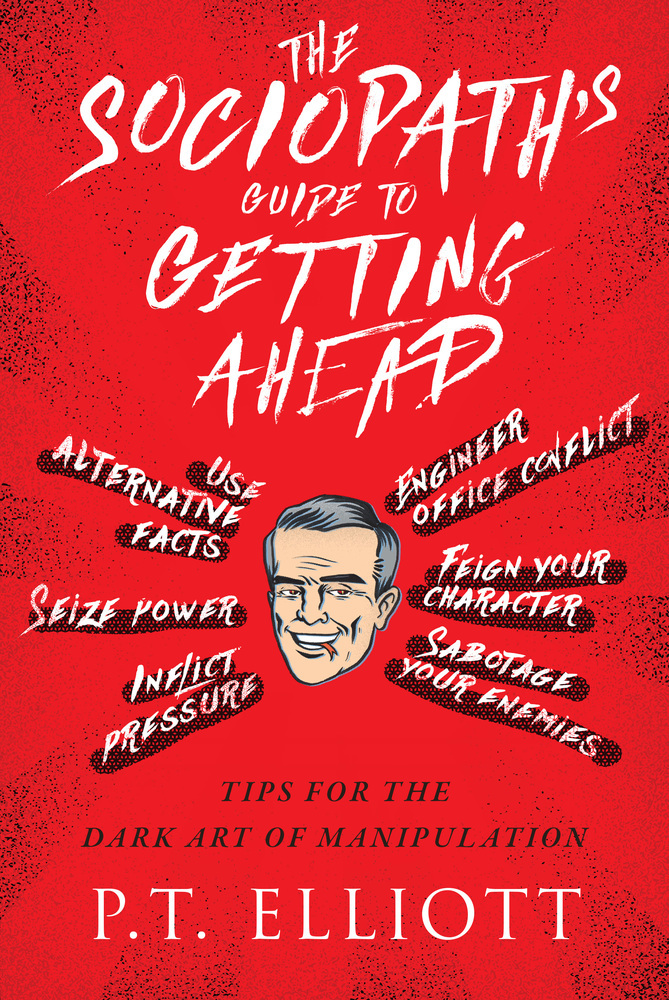 THE
SOCIOPATH'S
GUIDE TO
GETTING
AHEAD
USE
ALTERNATIVE
FACTS
SEIZE POWER
INFLICT
PRESSURE
ENGINEER
OFFICE CONFLICT
FEIGN YOUR
CHARACTER
SABOTAGE
YOUR ENEMIES
TIPS FOR THE
DARK ART OF MANIPULATION
P.T. ELLIOTT